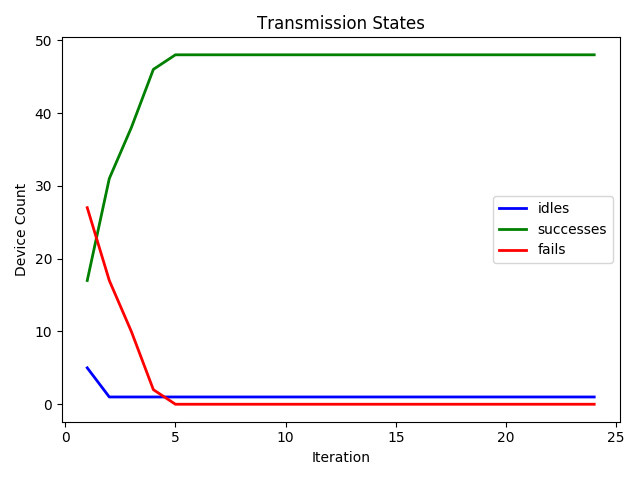 Transmission States
Device Count
50
40
30
20
10
0
idles
successes
fails
0 5 10 15 20 25
Iteration